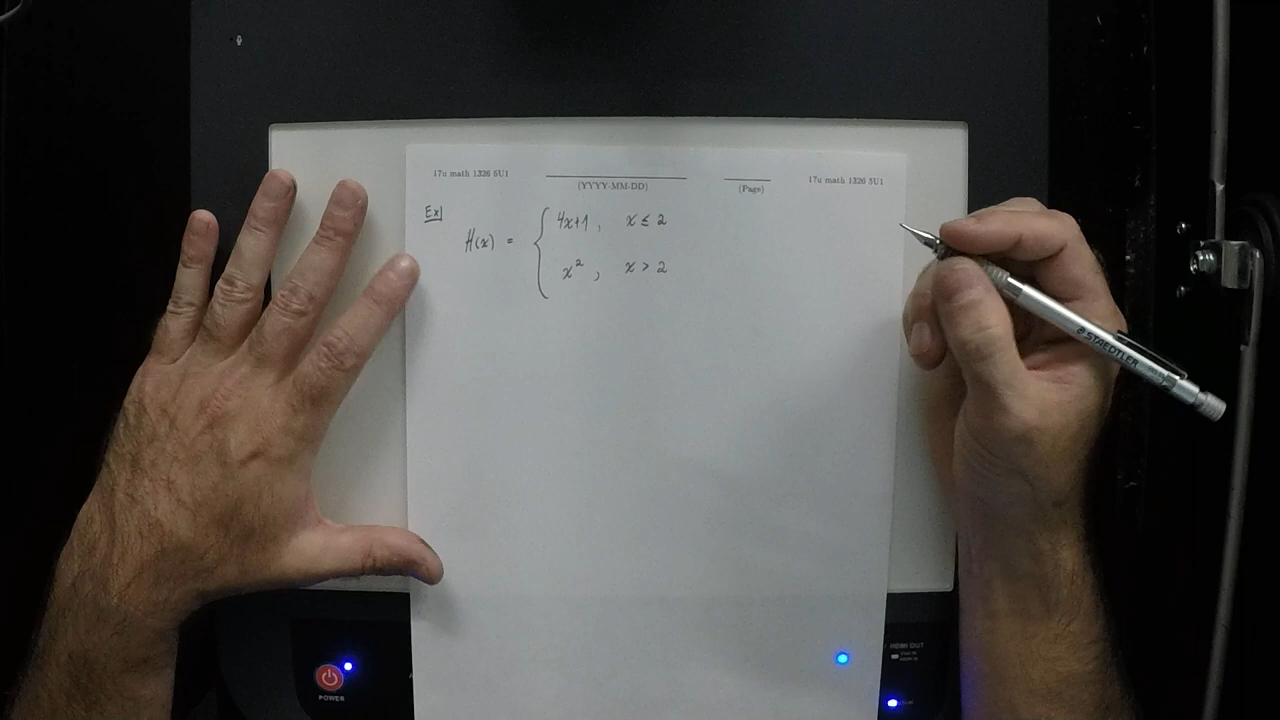 17u math 1326 5U1 (YYYY-MM-DD) (Page) 17u math 1326 5U1
Ex1
H(x) = { 4x+1 , x ≤ 2
x² , x > 2
STAEDTLER
HDMI OUT
POWER